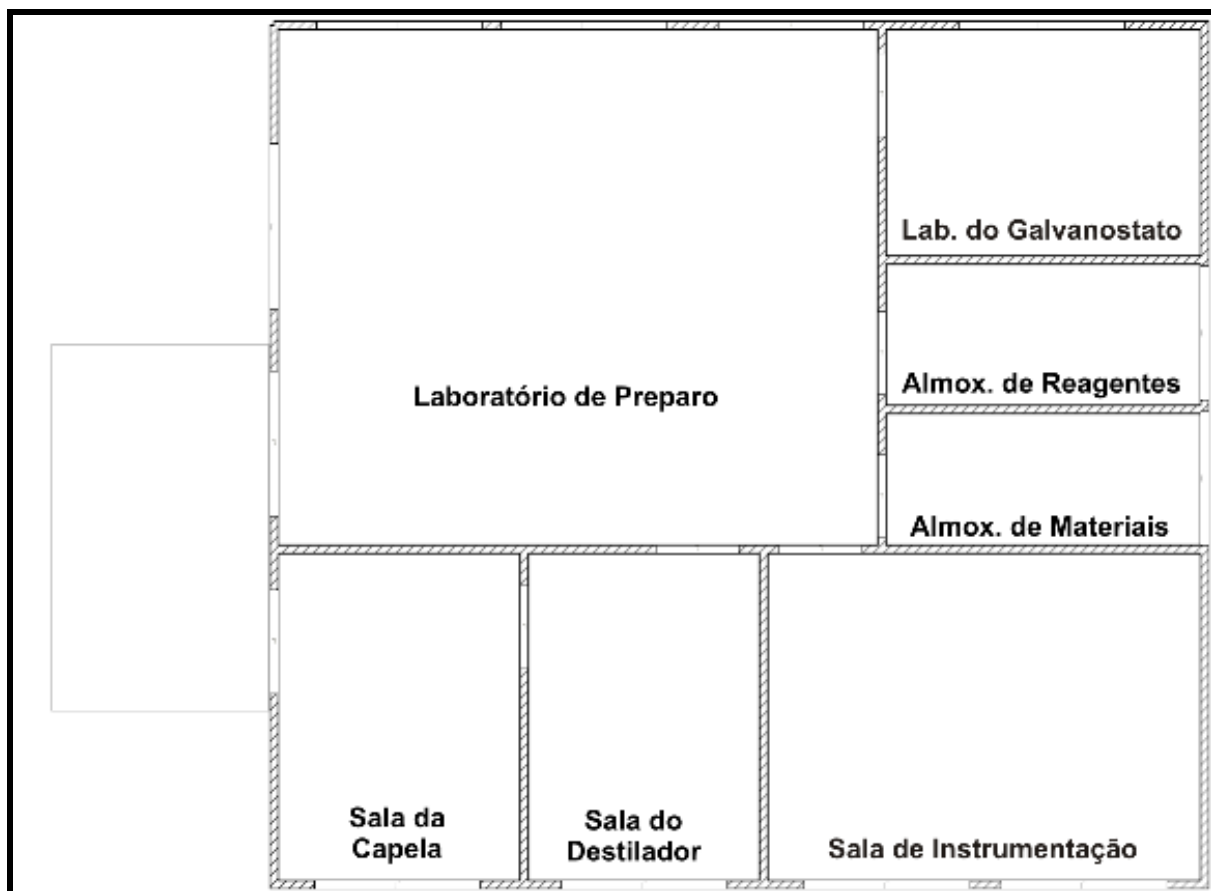 Lab. do Galvanostato
Almox. de Reagentes
Laboratório de Preparo
Almox. de Materiais
Sala da
Capela
Sala do
Destilador
Sala de Instrumentação